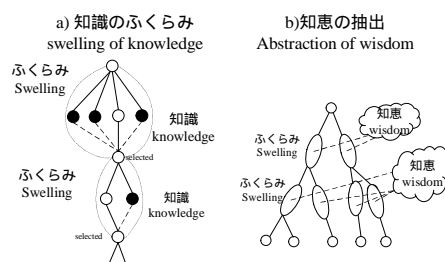 a) 知識のふくらみ
swelling of knowledge
ふくらみ
Swelling
知識
knowledge
selected
ふくらみ
Swelling
知識
knowledge
selected
b)知恵の抽出
Abstraction of wisdom
知恵
wisdom
ふくらみ
Swelling
知恵
wisdom
ふくらみ
Swelling